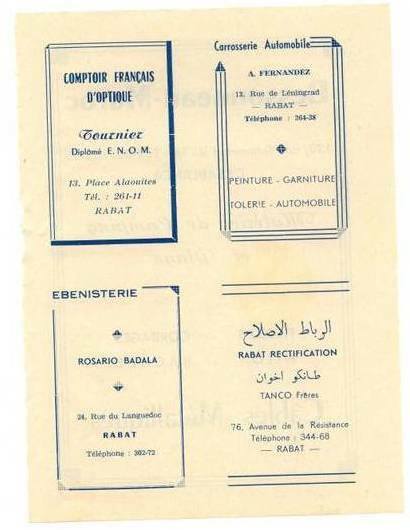 COMPTOIR FRANÇAIS
D'OPTIQUE
Tournier
Diplômé E. N. O. M.
13, Place Alaouites
Tél. : 261-11
RABAT
Carrosserie Automobile
A. FERNANDEZ
13, Rue de Léningrad
— RABAT —
Téléphone : 264-38
PEINTURE - GARNITURE
TOLERIE - AUTOMOBILE
EBENISTERIE
ROSARIO BADALA
24, Rue du Languedoc
RABAT
Téléphone : 302-72
الرباط الاصلاح
RABAT RECTIFICATION
طانكو اخوان
TANCO Frères
76, Avenue de la Résistance
Téléphone : 344-68
— RABAT —